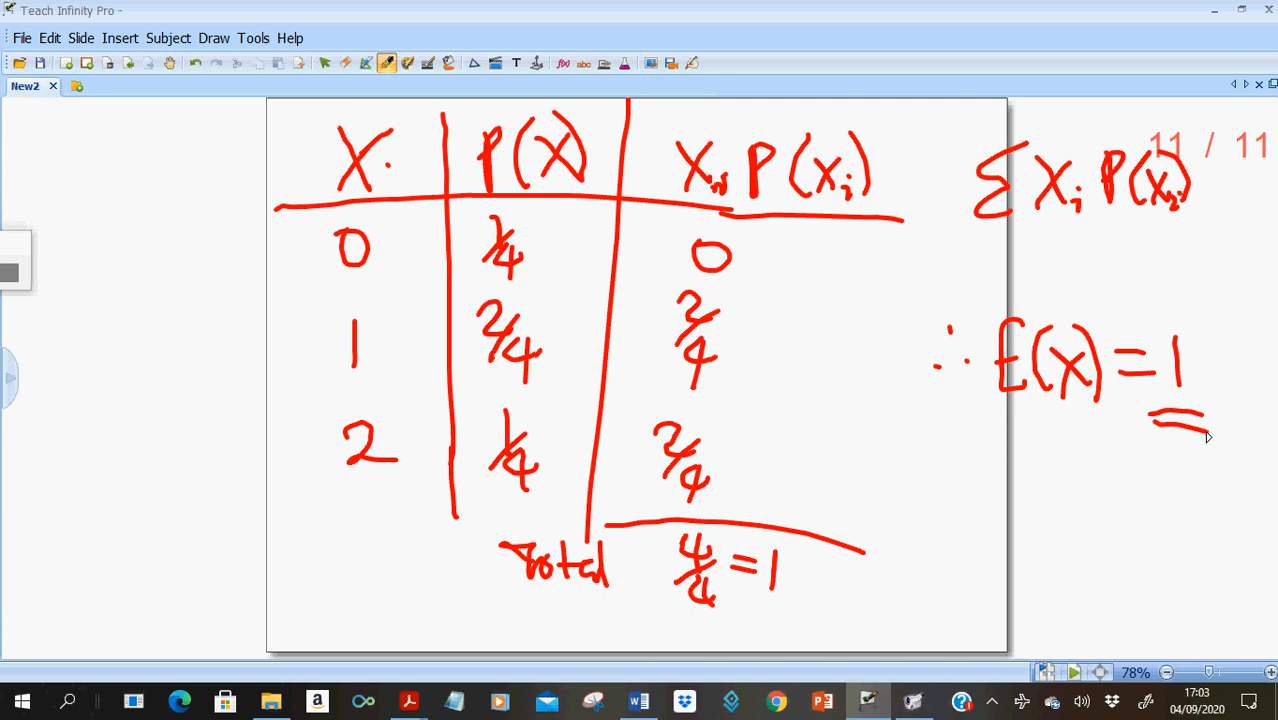 Teach Infinity Pro -
File Edit Slide Insert Subject Draw Tools Help
New2
11 / 11
X P(X) Xi P(Xi) Σ Xi P(Xi)
0 1/4 0
1 2/4 2/4
∴ E(X) = 1
2 1/4 2/4
Total 4/4 = 1
78%
17:03
04/09/2020